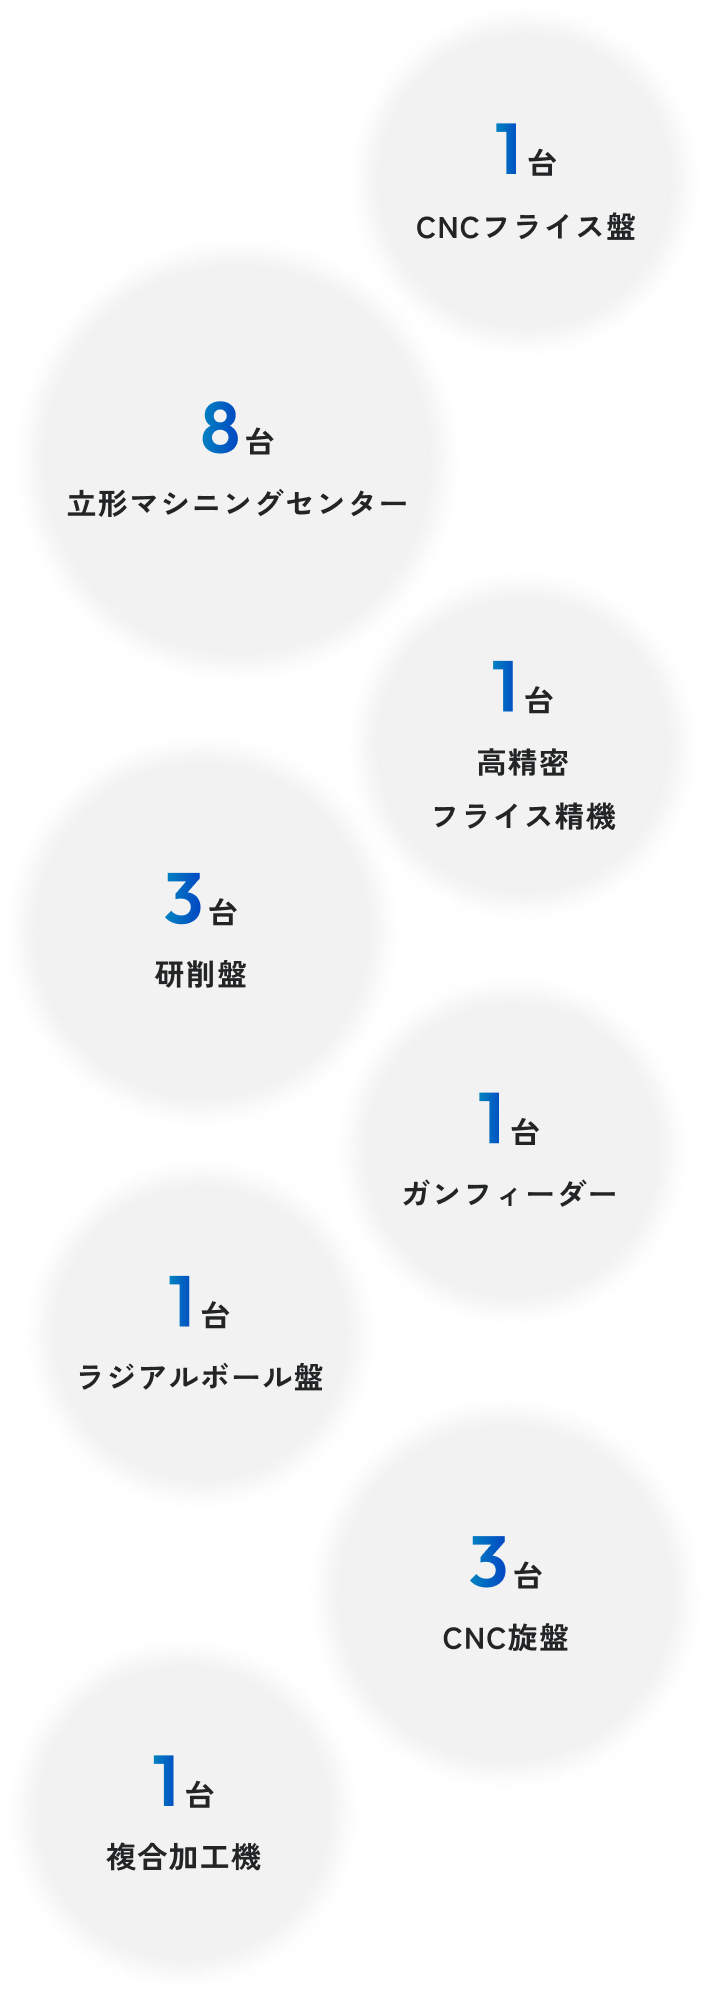 1台
CNCフライス盤
8台
立形マシニングセンター
1台
高精密
フライス精機
3台
研削盤
1台
ガンフィーダー
1台
ラジアルボール盤
3台
CNC旋盤
1台
複合加工機